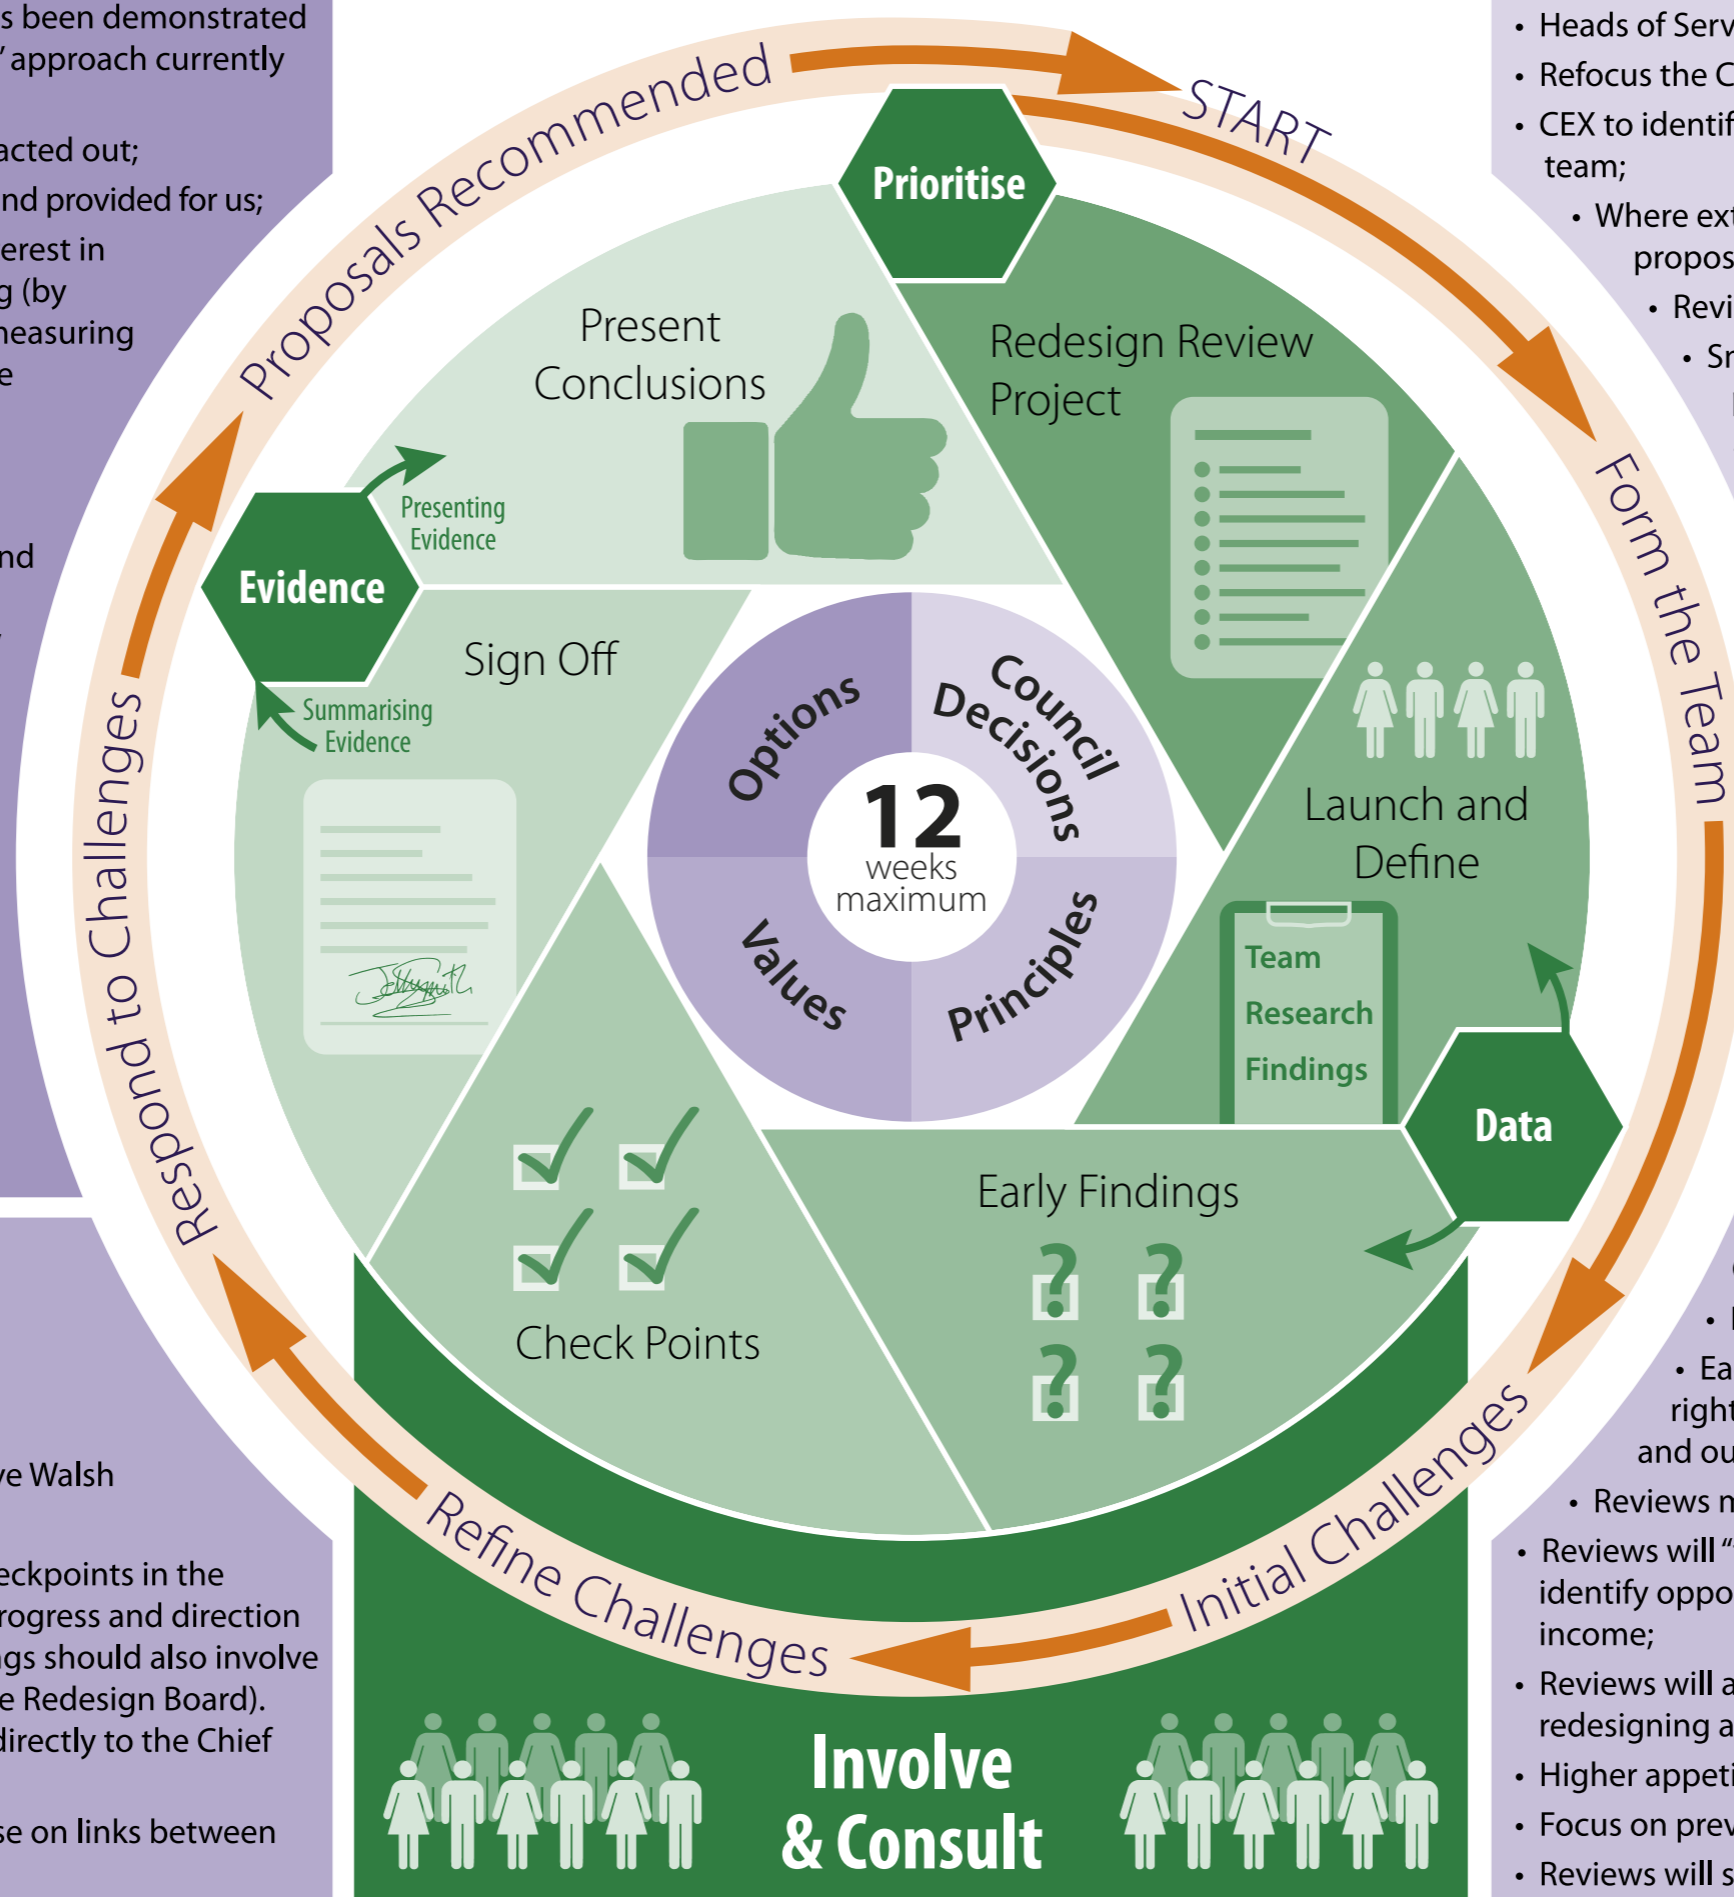 s been demonstrated
’ approach currently
acted out;
nd provided for us;
erest in
g (by
measuring
e
nd
ve Walsh
eckpoints in the
rogress and direction
ngs should also involve
e Redesign Board).
directly to the Chief
se on links between
Proposals Recommended
START
Form the Team
Initial Challenges
Refine Challenges
Respond to Challenges
Prioritise
Present
Conclusions
Redesign Review
Project
Presenting
Evidence
Evidence
Sign Off
Summarising
Evidence
Options
Council
Decisions
12
weeks
maximum
Values
Principles
Launch and
Define
Team
Research
Findings
Data
Early Findings
? ?
? ?
Check Points
Involve
& Consult
• Heads of Serv
• Refocus the C
• CEX to identif
team;
• Where ext
propos
• Revi
• Sr
• Ea
right
and ou
• Reviews m
• Reviews will “
identify oppo
income;
• Reviews will a
redesigning a
• Higher appeti
• Focus on prev
• Reviews will s